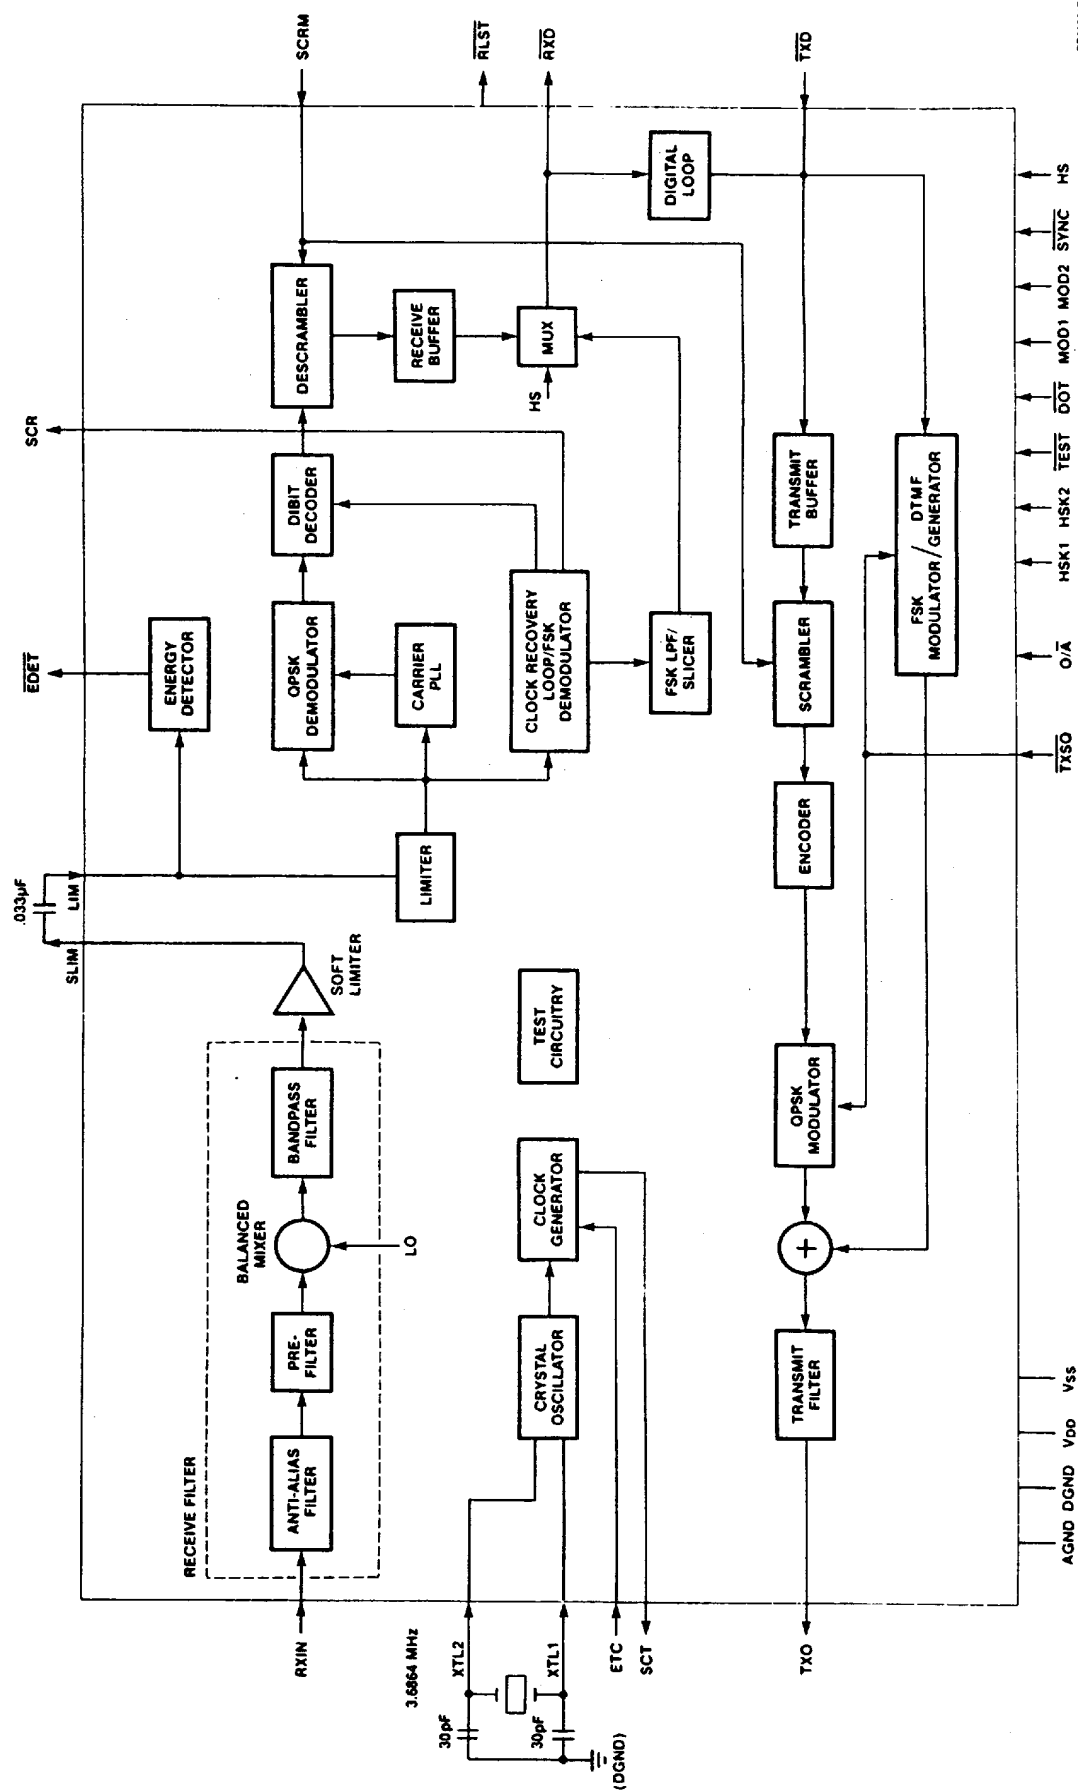 SCRM
RLST
RXD
TXD
SCR
EDET
.033µF
LIM
SLIM
RECEIVE FILTER
RXIN
ANTI-ALIAS
FILTER
PRE-
FILTER
BALANCED
MIXER
LO
BANDPASS
FILTER
SOFT
LIMITER
LIMITER
ENERGY
DETECTOR
QPSK
DEMODULATOR
CARRIER
PLL
CLOCK RECOVERY
LOOP/FSK
DEMODULATOR
DIBIT
DECODER
DESCRAMBLER
RECEIVE
BUFFER
HS
MUX
FSK LPF/
SLICER
DIGITAL
LOOP
3.6864 MHz
XTL2
XTL1
30pF
30pF
(DGND)
CRYSTAL
OSCILLATOR
CLOCK
GENERATOR
TEST
CIRCUITRY
ETC
SCT
TXO
TRANSMIT
FILTER
+
QPSK
MODULATOR
ENCODER
SCRAMBLER
TRANSMIT
BUFFER
FSK
MODULATOR
/
DTMF
GENERATOR
AGND
DGND
VDD
VSS
TXSQ
O/A
HSK1
HSK2
TEST
DOT
MOD1
MOD2
SYNC
HS